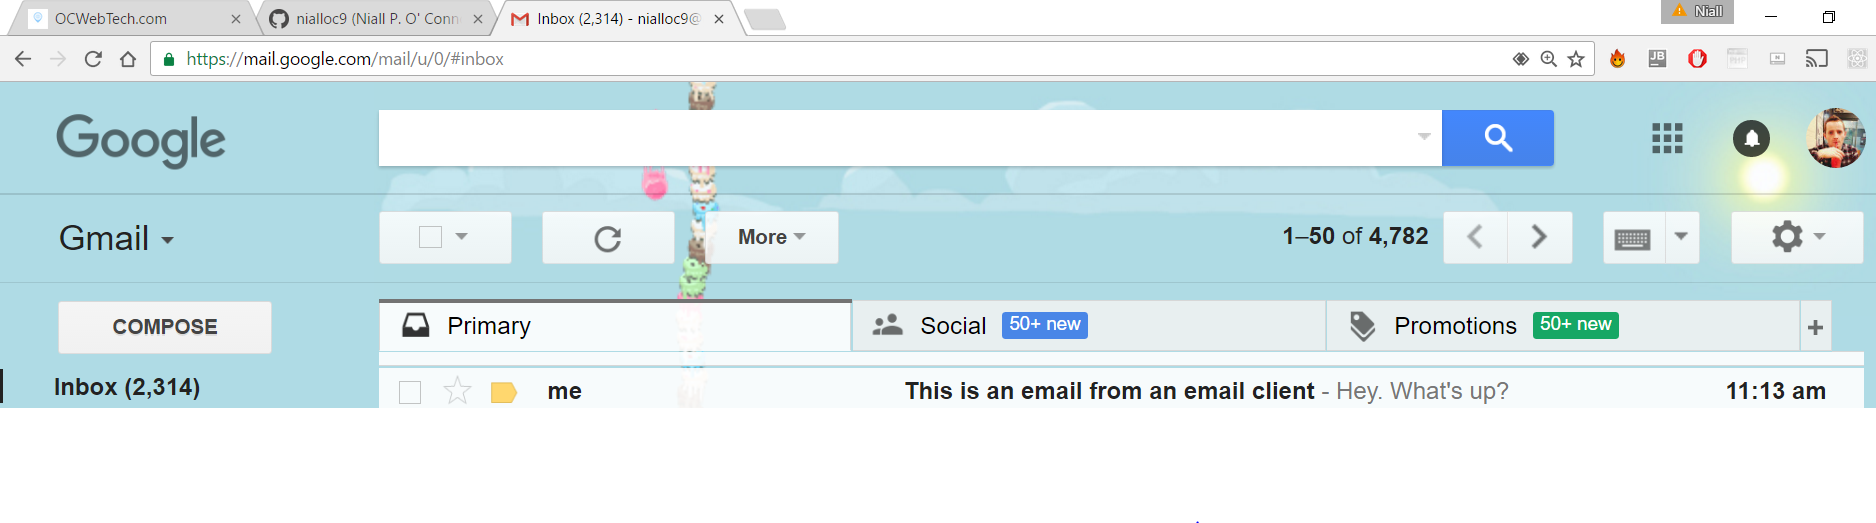 OCWebTech.com
nialloc9 (Niall P. O' Conn
Inbox (2,314) - nialloc9@
Niall
https://mail.google.com/mail/u/0/#inbox
JB
Google
Gmail
More
1–50 of 4,782
COMPOSE
Primary
Social
50+ new
Promotions
50+ new
+
Inbox (2,314)
me
This is an email from an email client - Hey. What's up?
11:13 am